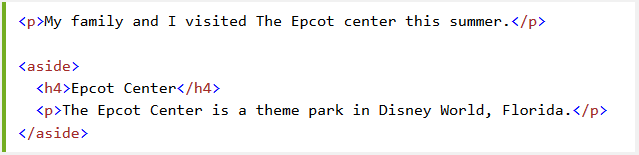 <p>My family and I visited The Epcot center this summer.</p>
<aside>
<h4>Epcot Center</h4>
<p>The Epcot Center is a theme park in Disney World, Florida.</p>
</aside>